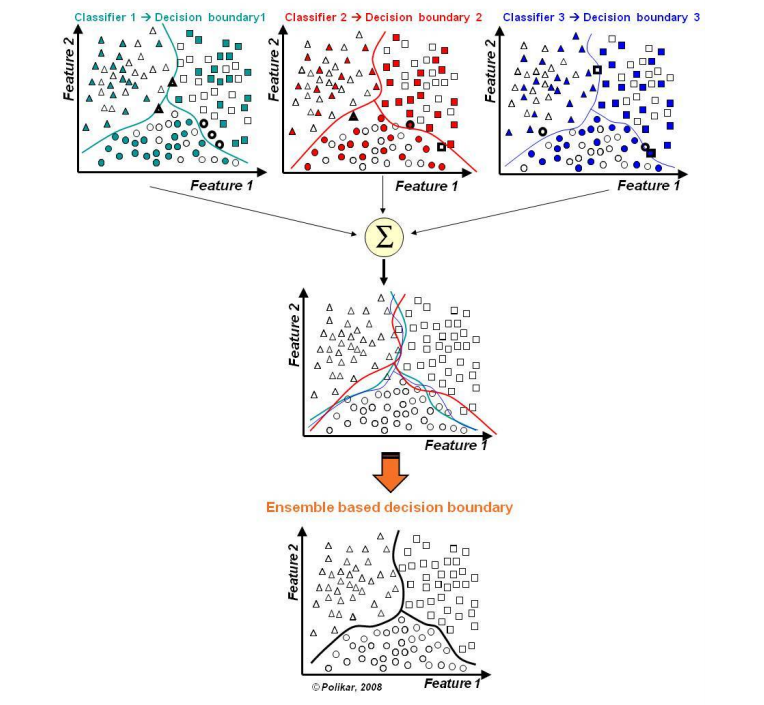 Classifier 1 → Decision boundary1
Classifier 2 → Decision boundary 2
Classifier 3 → Decision boundary 3
Feature 2
Feature 1
Feature 2
Feature 1
Feature 2
Feature 1
Σ
Feature 2
Feature 1
Ensemble based decision boundary
Feature 2
Feature 1
© Polikar, 2008